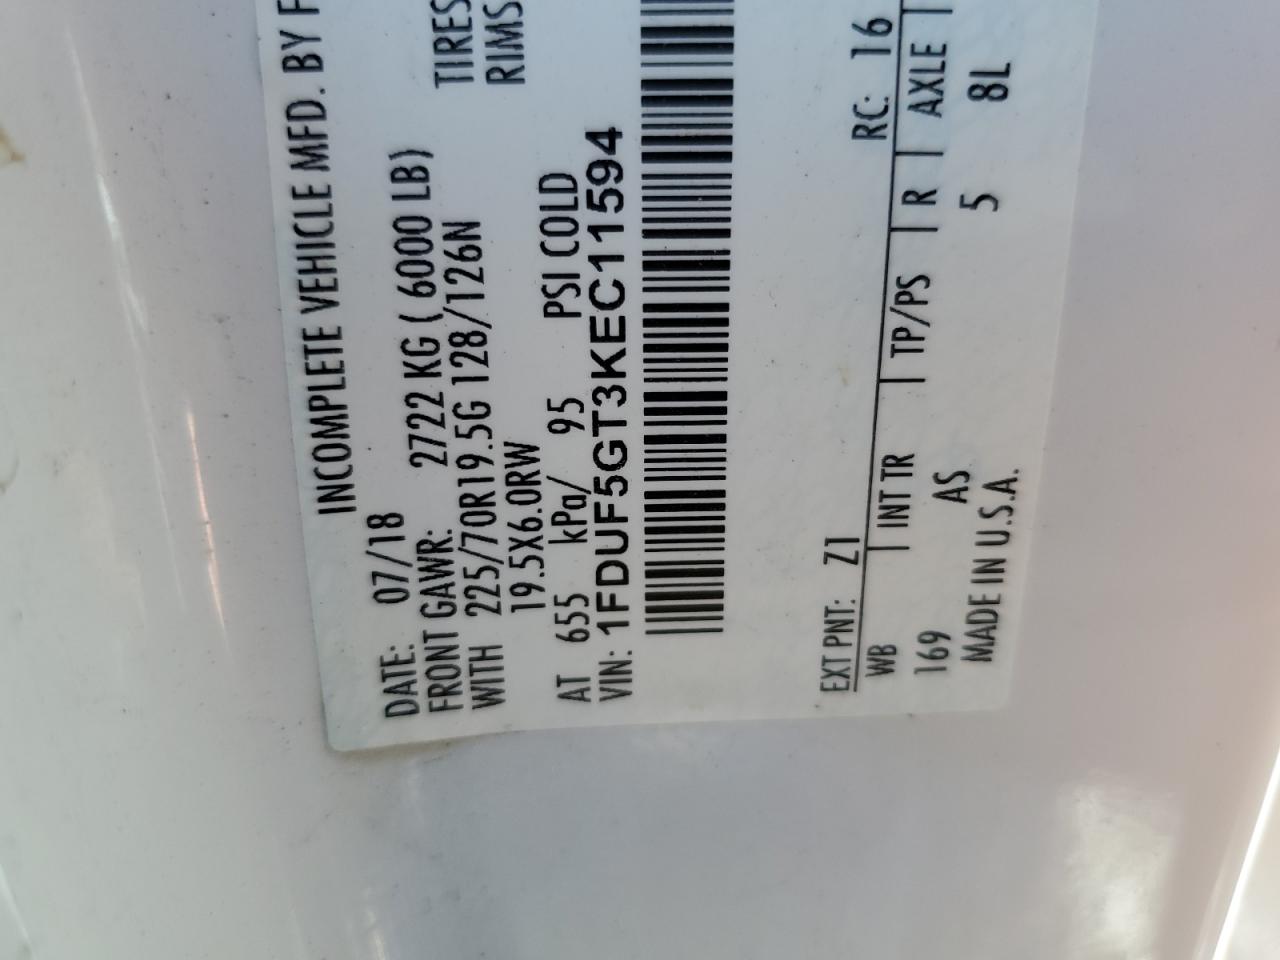 INCOMPLETE VEHICLE MFD. BY F
DATE: 07/18
FRONT GAWR: 2722 KG ( 6000 LB) TIRES
WITH 225/70R19.5G 128/126N RIMS
19.5X6.0RW
AT 655 kPa/ 95 PSI COLD
VIN: 1FDUF5GT3KEC11594
EXT PNT: Z1 RC: 16
WB | INT TR | TP/PS | R | AXLE |
169 AS 5 8L
MADE IN U.S.A.